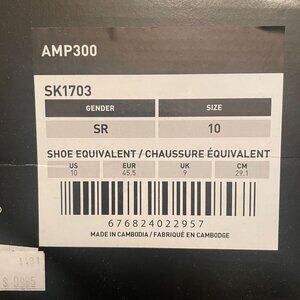 AMP300
SK1703
GENDER SIZE
SR 10
SHOE EQUIVALENT / CHAUSSURE ÉQUIVALENT
US EUR UK CM
10 45.5 9 29.1
676824022957
MADE IN CAMBODIA / FABRIQUÉ EN CAMBODGE